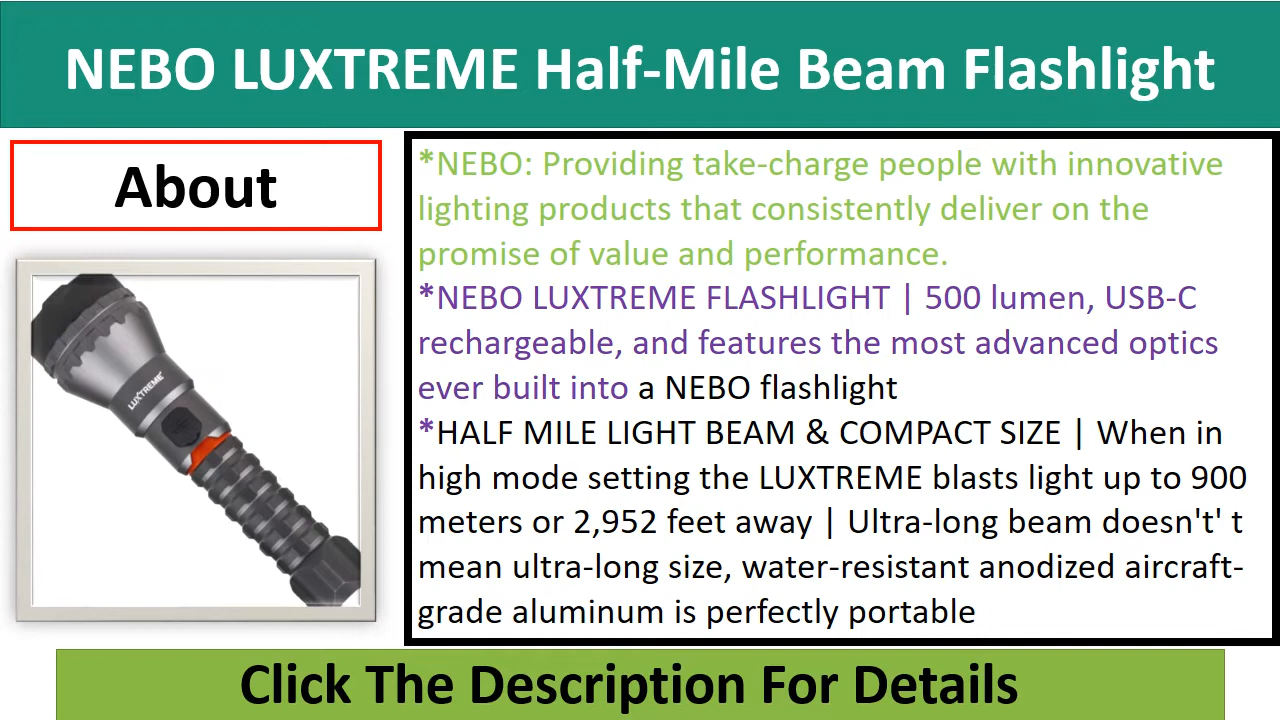 NEBO LUXTREME Half-Mile Beam Flashlight
About
*NEBO: Providing take-charge people with innovative
lighting products that consistently deliver on the
promise of value and performance.
*NEBO LUXTREME FLASHLIGHT | 500 lumen, USB-C
rechargeable, and features the most advanced optics
ever built into a NEBO flashlight
*HALF MILE LIGHT BEAM & COMPACT SIZE | When in
high mode setting the LUXTREME blasts light up to 900
meters or 2,952 feet away | Ultra-long beam doesn't' t
mean ultra-long size, water-resistant anodized aircraft-
grade aluminum is perfectly portable
LUXTREME
Click The Description For Details